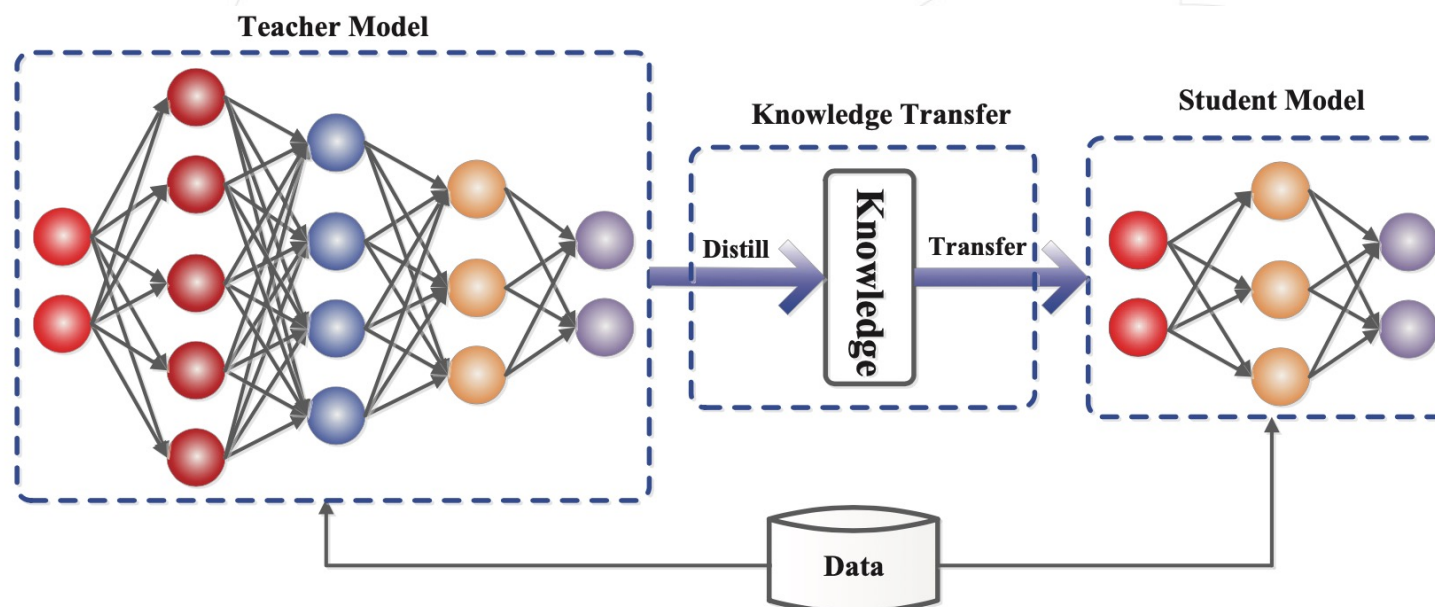 Teacher Model
Knowledge Transfer
Student Model
Distill
Knowledge
Transfer
Data